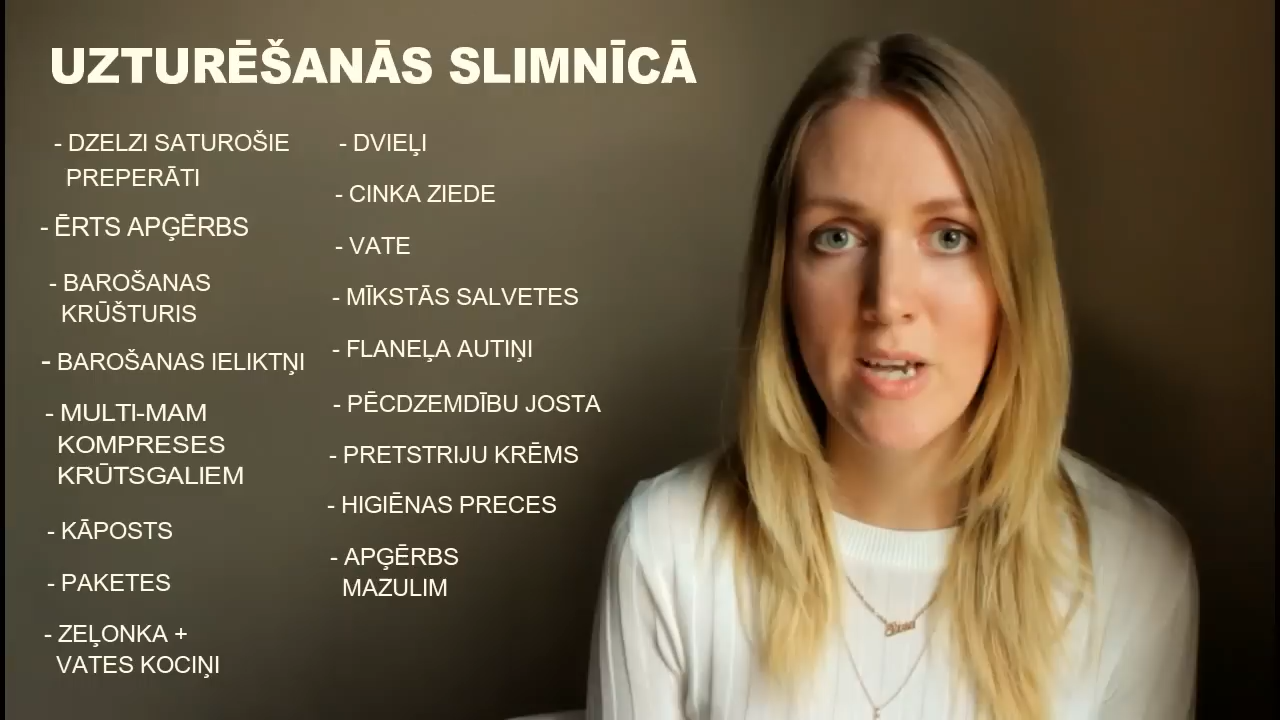 UZTURĒŠANĀS SLIMNĪCĀ
- DZELZI SATUROŠIE
PREPERĀTI
- ĒRTS APĢĒRBS
- BAROŠANAS
KRŪŠTURIS
- BAROŠANAS IELIKTŅI
- MULTI-MAM
KOMPRESES
KRŪTSGALIEM
- KĀPOSTS
- PAKETES
- ZEĻONKA +
VATES KOCIŅI
- DVIEĻI
- CINKA ZIEDE
- VATE
- MĪKSTĀS SALVETES
- FLANEĻA AUTIŅI
- PĒCDZEMDĪBU JOSTA
- PRETSTRIJU KRĒMS
- HIGIĒNAS PRECES
- APĢĒRBS
MAZULIM